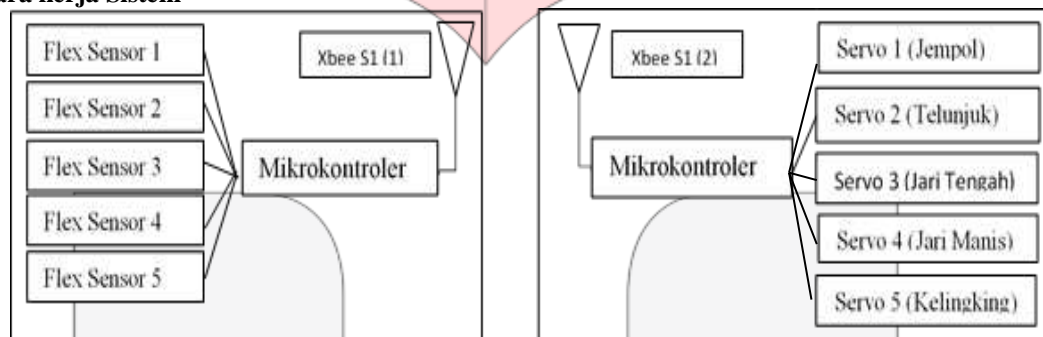 kerja Sistem
Flex Sensor 1
Flex Sensor 2
Flex Sensor 3
Flex Sensor 4
Flex Sensor 5
Xbee S1 (1)
Mikrokontroler
Xbee S1 (2)
Mikrokontroler
Servo 1 (Jempol)
Servo 2 (Telunjuk)
Servo 3 (Jari Tengah)
Servo 4 (Jari Manis)
Servo 5 (Kelingking)